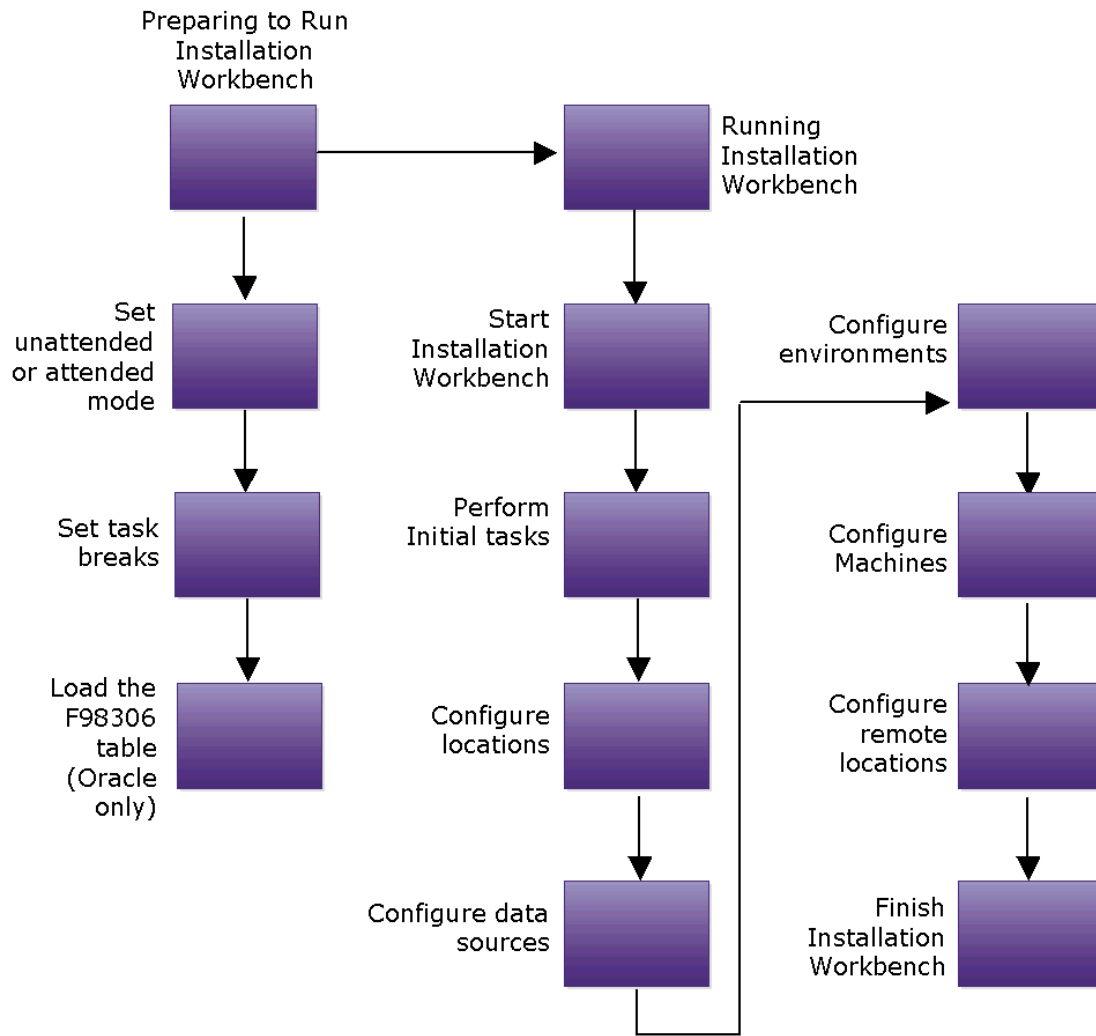 Preparing to Run
Installation
Workbench
Running
Installation
Workbench
Set
unattended
or attended
mode
Start
Installation
Workbench
Configure
environments
Set task
breaks
Perform
Initial tasks
Configure
Machines
Load the
F98306
table
(Oracle
only)
Configure
locations
Configure
remote
locations
Configure data
sources
Finish
Installation
Workbench